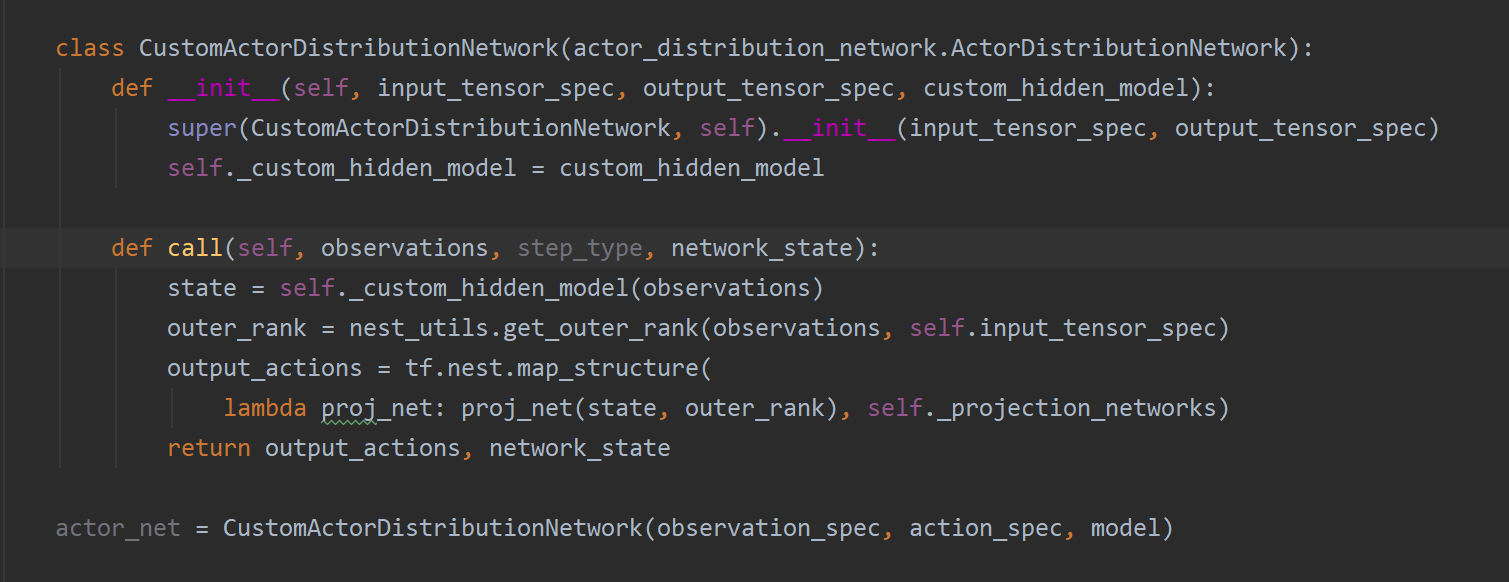 class CustomActorDistributionNetwork(actor_distribution_network.ActorDistributionNetwork):
    def __init__(self, input_tensor_spec, output_tensor_spec, custom_hidden_model):
        super(CustomActorDistributionNetwork, self).__init__(input_tensor_spec, output_tensor_spec)
        self._custom_hidden_model = custom_hidden_model

    def call(self, observations, step_type, network_state):
        state = self._custom_hidden_model(observations)
        outer_rank = nest_utils.get_outer_rank(observations, self.input_tensor_spec)
        output_actions = tf.nest.map_structure(
            lambda proj_net: proj_net(state, outer_rank), self._projection_networks)
        return output_actions, network_state

actor_net = CustomActorDistributionNetwork(observation_spec, action_spec, model)